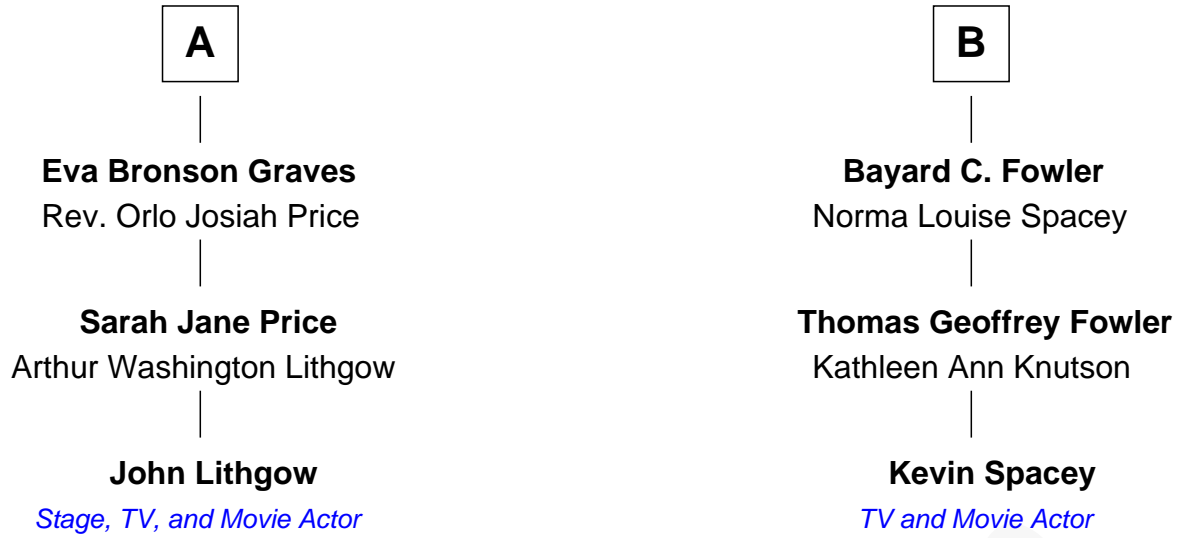 A
Eva Bronson Graves
Rev. Orlo Josiah Price
Sarah Jane Price
Arthur Washington Lithgow
John Lithgow
Stage, TV, and Movie Actor
B
Bayard C. Fowler
Norma Louise Spacey
Thomas Geoffrey Fowler
Kathleen Ann Knutson
Kevin Spacey
TV and Movie Actor